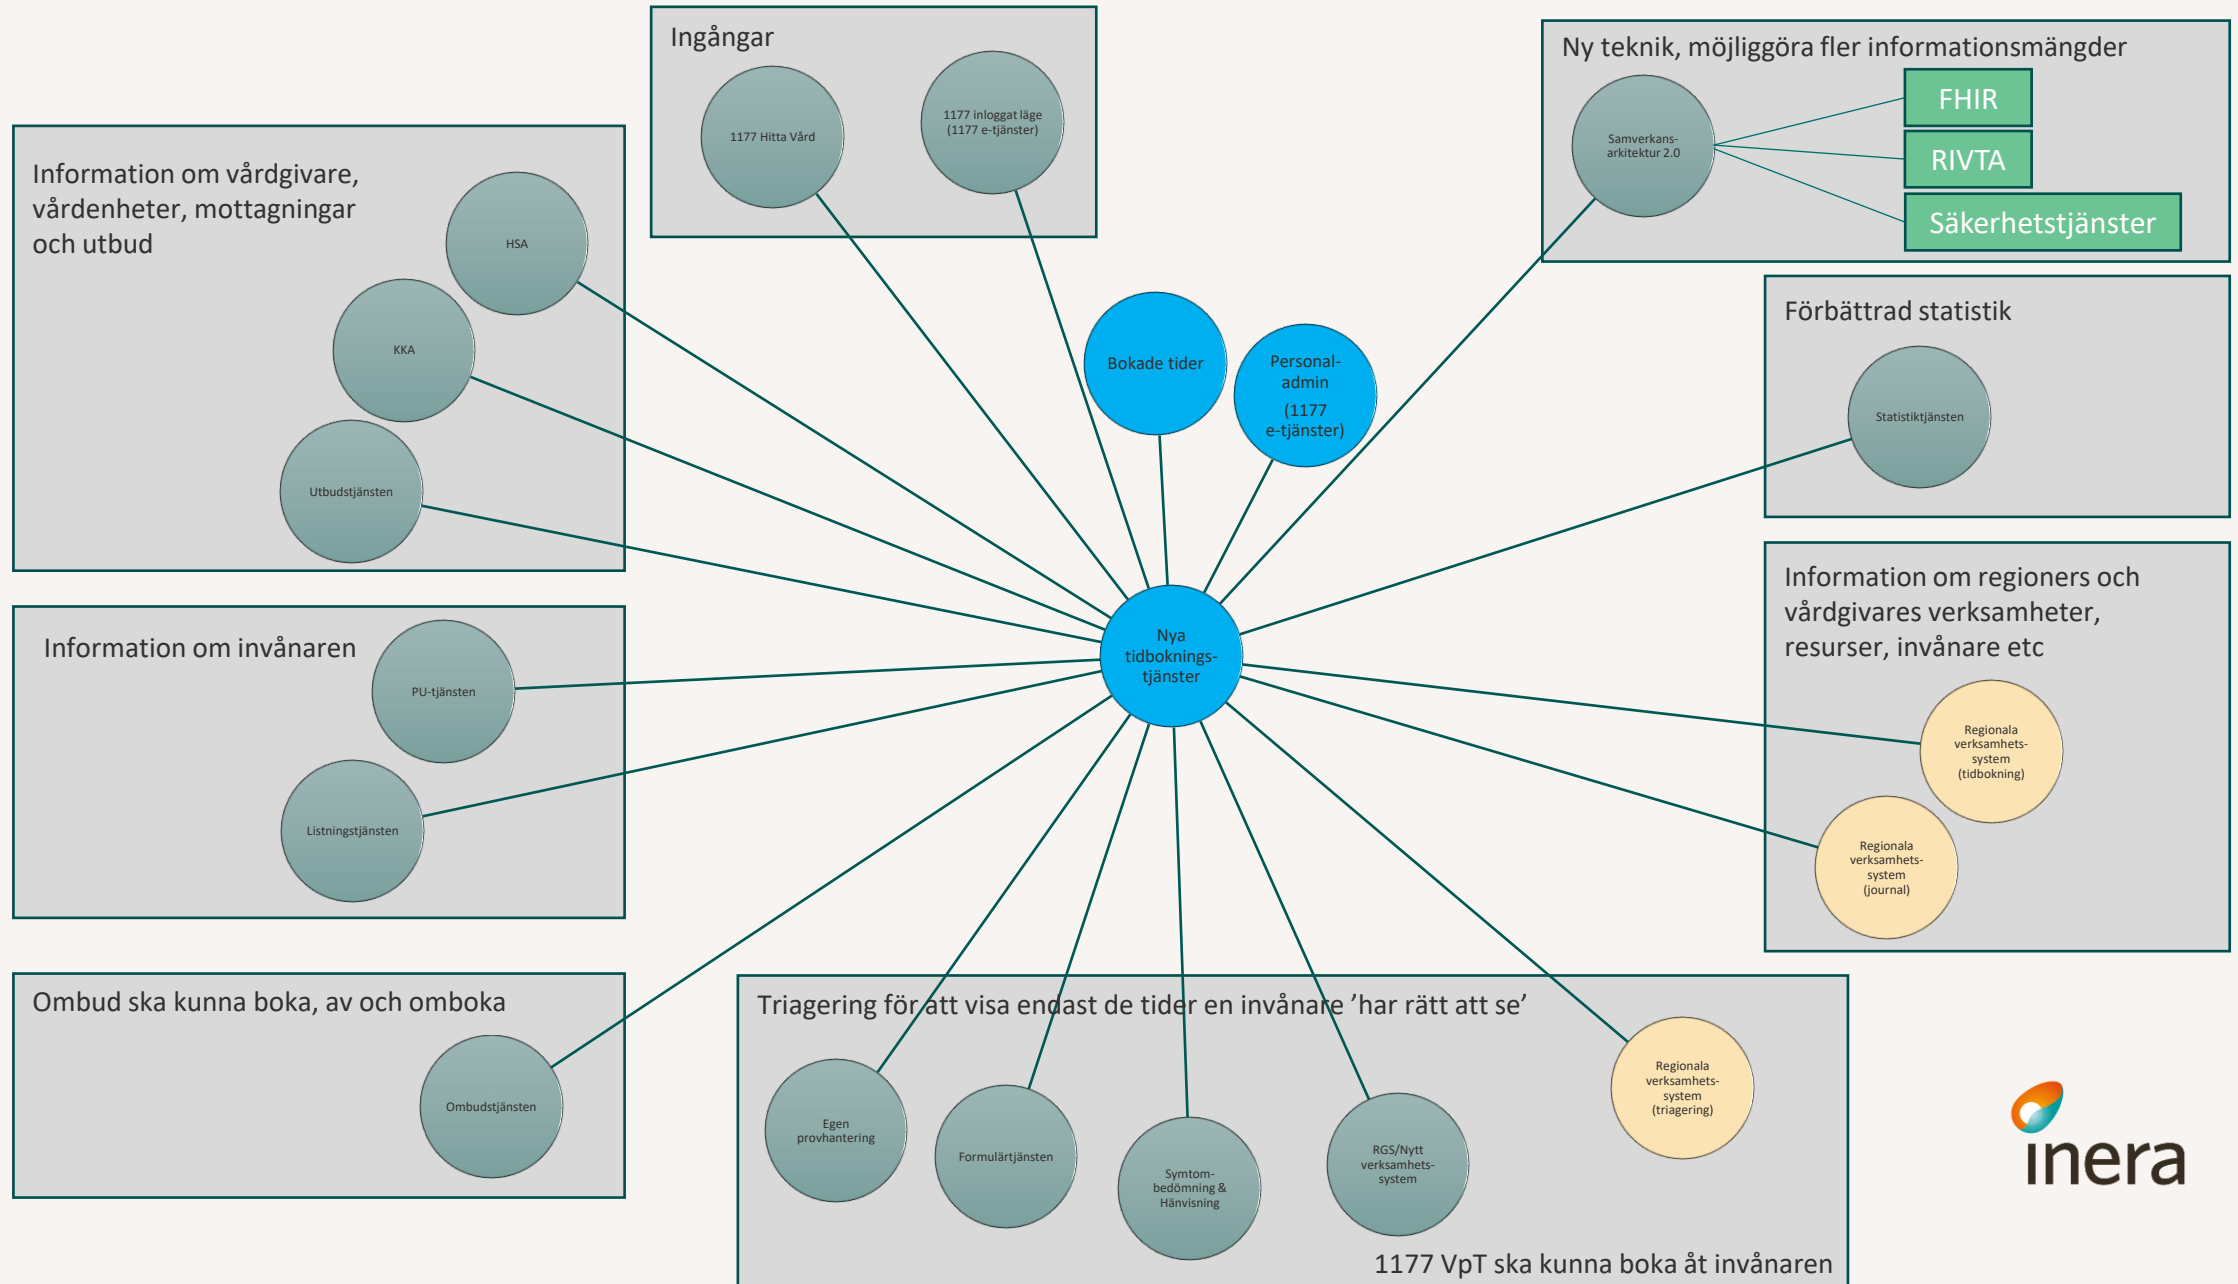 Ingångar
1177 Hitta Vård
1177 inloggat läge
(1177 e-tjänster)
Ny teknik, möjliggöra fler informationsmängder
Samverkans-
arkitektur 2.0
FHIR
RIVTA
Säkerhetstjänster
Information om vårdgivare,
vårdenheter, mottagningar
och utbud
HSA
KKA
Utbudstjänsten
Bokade tider
Personal-
admin
(1177
e-tjänster)
Förbättrad statistik
Statistiktjänsten
Nya
tidboknings-
tjänster
Information om regioners och
vårdgivares verksamheter,
resurser, invånare etc
Regionala
verksamhets-
system
(tidbokning)
Regionala
verksamhets-
system
(journal)
Information om invånaren
PU-tjänsten
Listningstjänsten
Ombud ska kunna boka, av och omboka
Ombudstjänsten
Triagering för att visa endast de tider en invånare ’har rätt att se’
Egen
provhantering
Formulärtjänsten
Symtom-
bedömning &
Hänvisning
RGS/Nytt
verksamhets-
system
Regionala
verksamhets-
system
(triagering)
1177 VpT ska kunna boka åt invånaren
inera